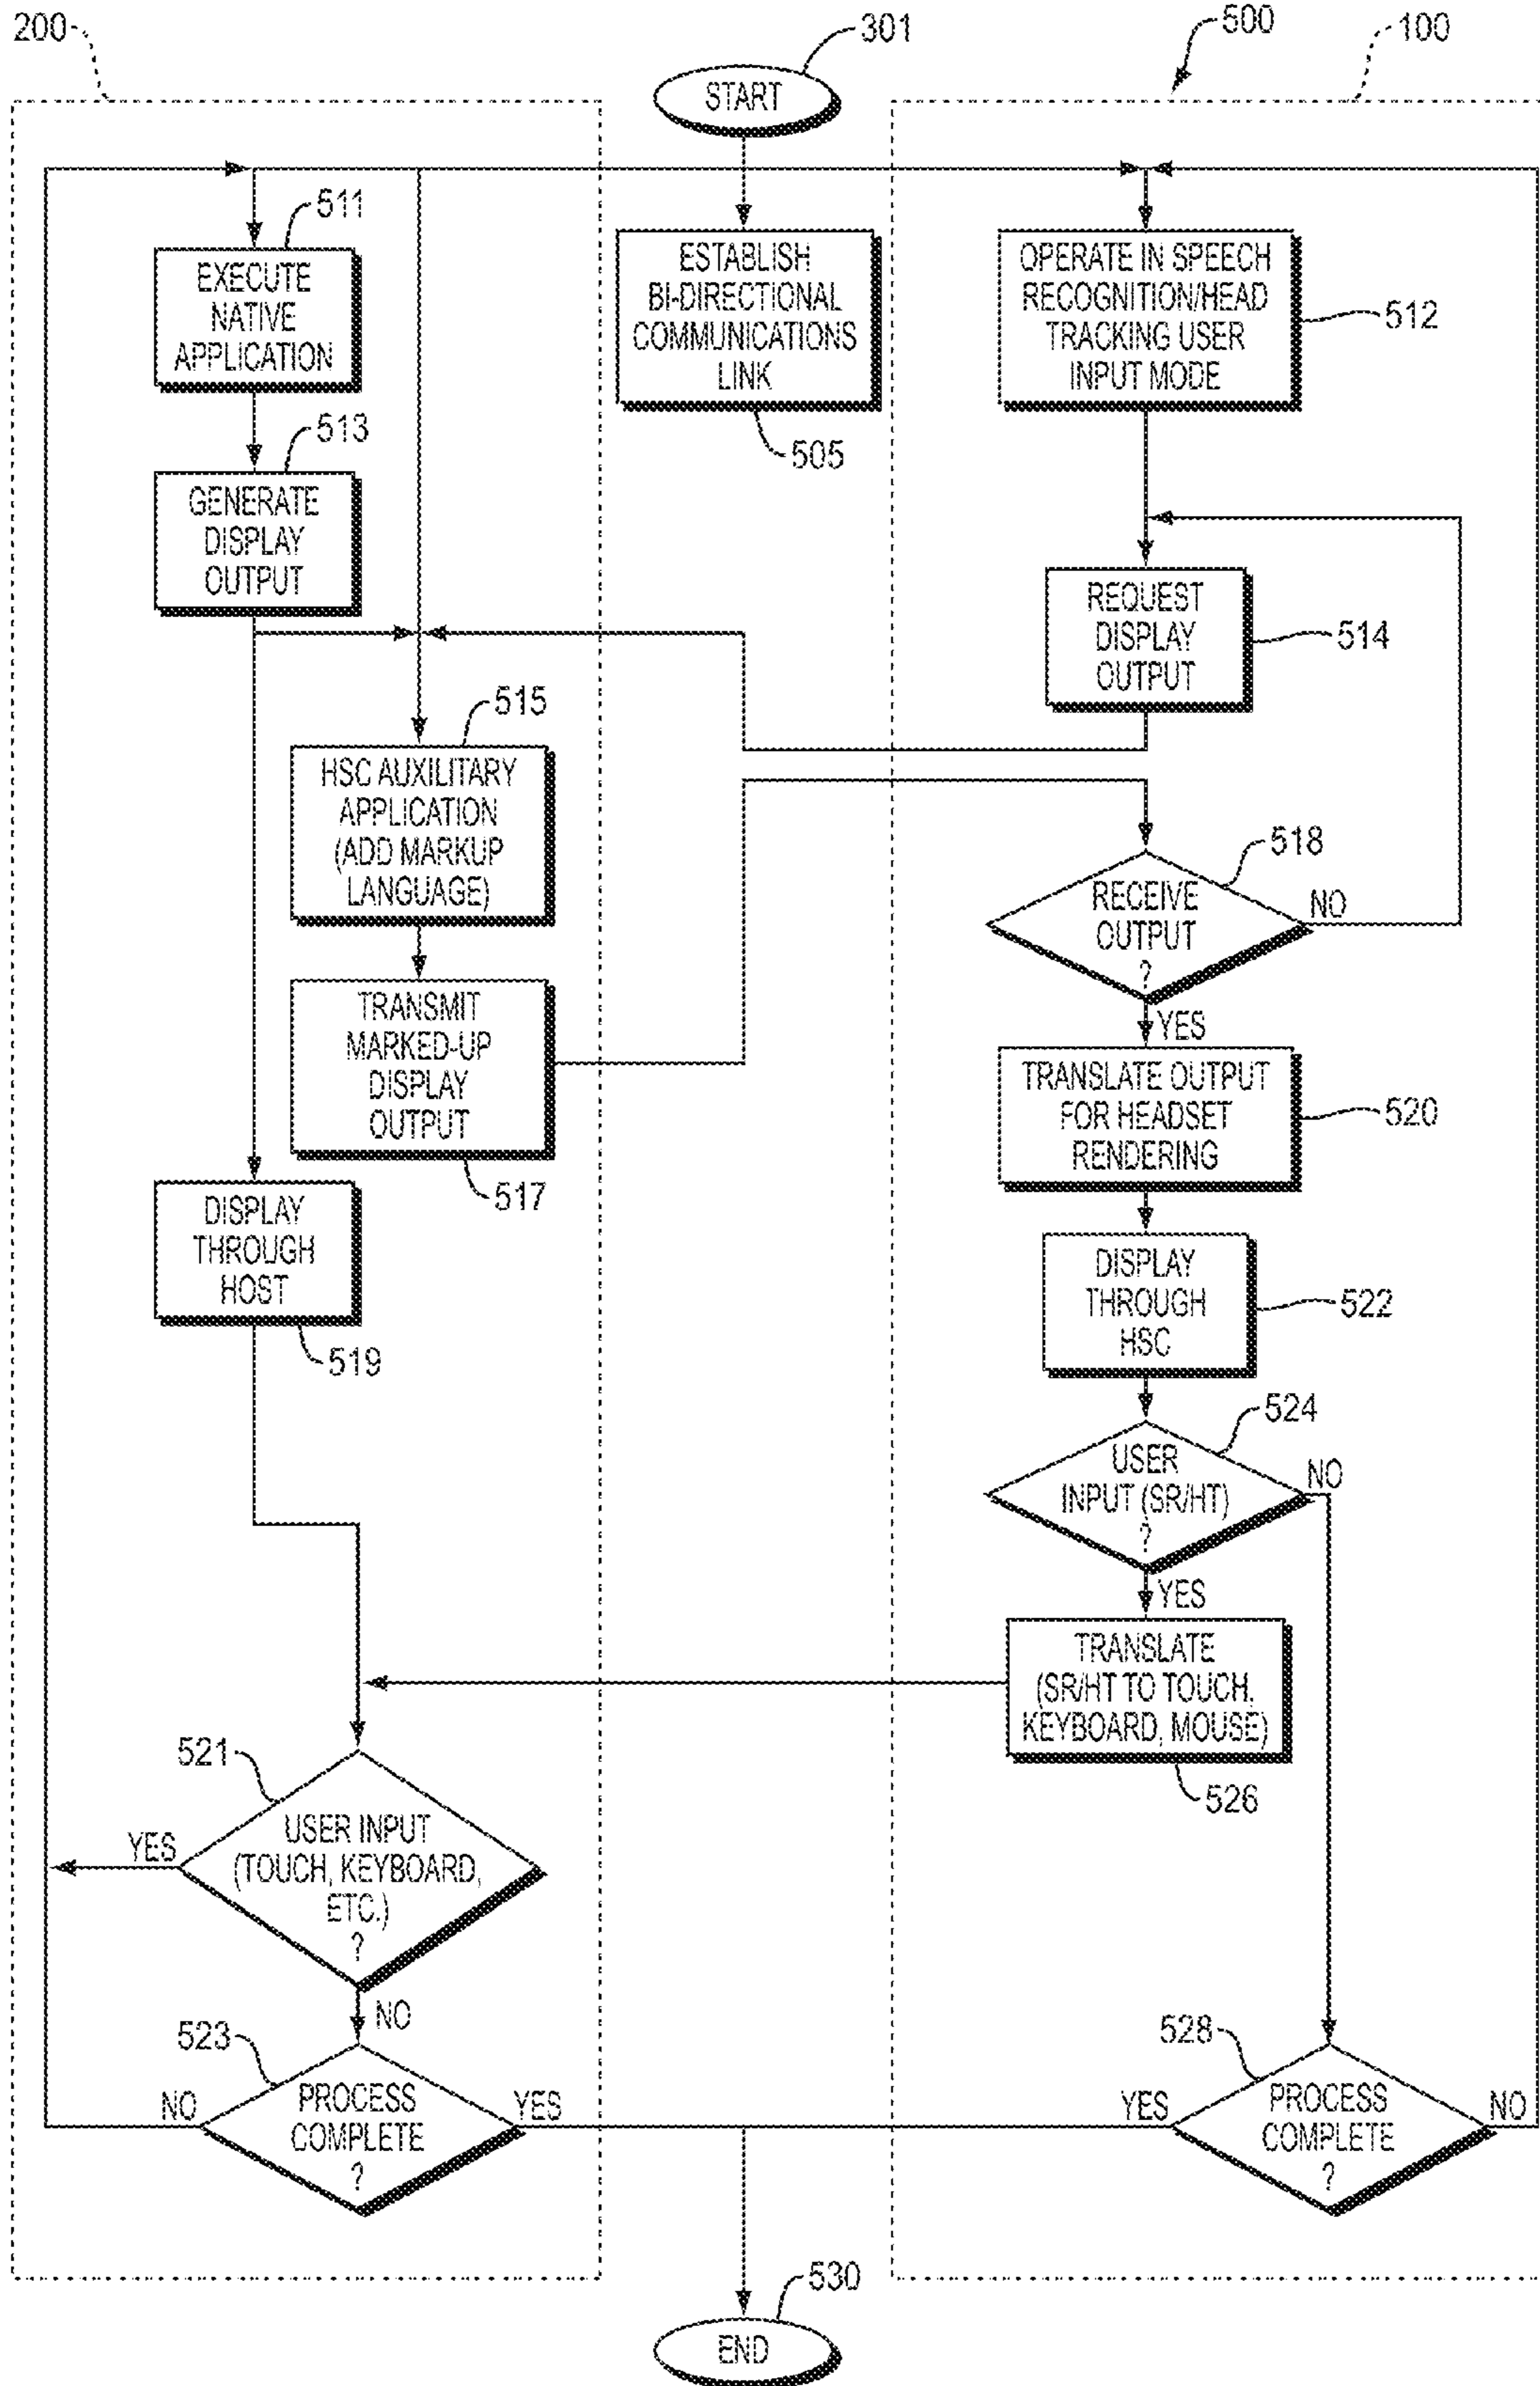 200
301
500
100
START
511
EXECUTE
NATIVE
APPLICATION
ESTABLISH
BI-DIRECTIONAL
COMMUNICATIONS
LINK
505
OPERATE IN SPEECH
RECOGNITION/HEAD
TRACKING USER
INPUT MODE
512
513
GENERATE
DISPLAY
OUTPUT
REQUEST
DISPLAY
OUTPUT
514
515
HSC AUXILITARY
APPLICATION
(ADD MARKUP
LANGUAGE)
518
RECEIVE
OUTPUT
?
NO
YES
TRANSMIT
MARKED-UP
DISPLAY
OUTPUT
517
TRANSLATE OUTPUT
FOR HEADSET
RENDERING
520
DISPLAY
THROUGH
HOST
519
DISPLAY
THROUGH
HSC
522
524
USER
INPUT (SR/HT)
?
NO
YES
TRANSLATE
(SR/HT TO TOUCH,
KEYBOARD, MOUSE)
526
521
USER INPUT
(TOUCH, KEYBOARD,
ETC.)
?
YES
NO
523
PROCESS
COMPLETE
?
NO
YES
528
PROCESS
COMPLETE
?
YES
NO
530
END